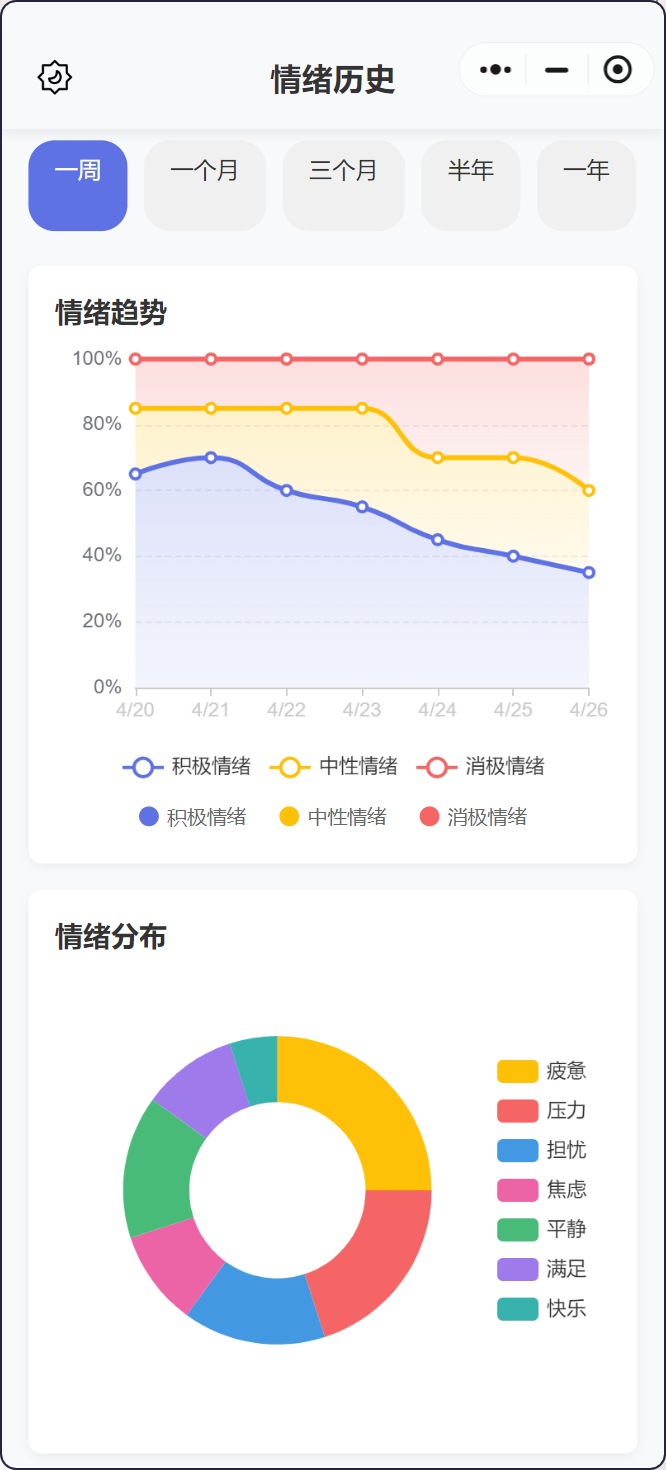 情绪历史
一周 一个月 三个月 半年 一年
情绪趋势
100%
80%
60%
40%
20%
0%
4/20 4/21 4/22 4/23 4/24 4/25 4/26
积极情绪 中性情绪 消极情绪
积极情绪 中性情绪 消极情绪
情绪分布
疲惫
压力
担忧
焦虑
平静
满足
快乐